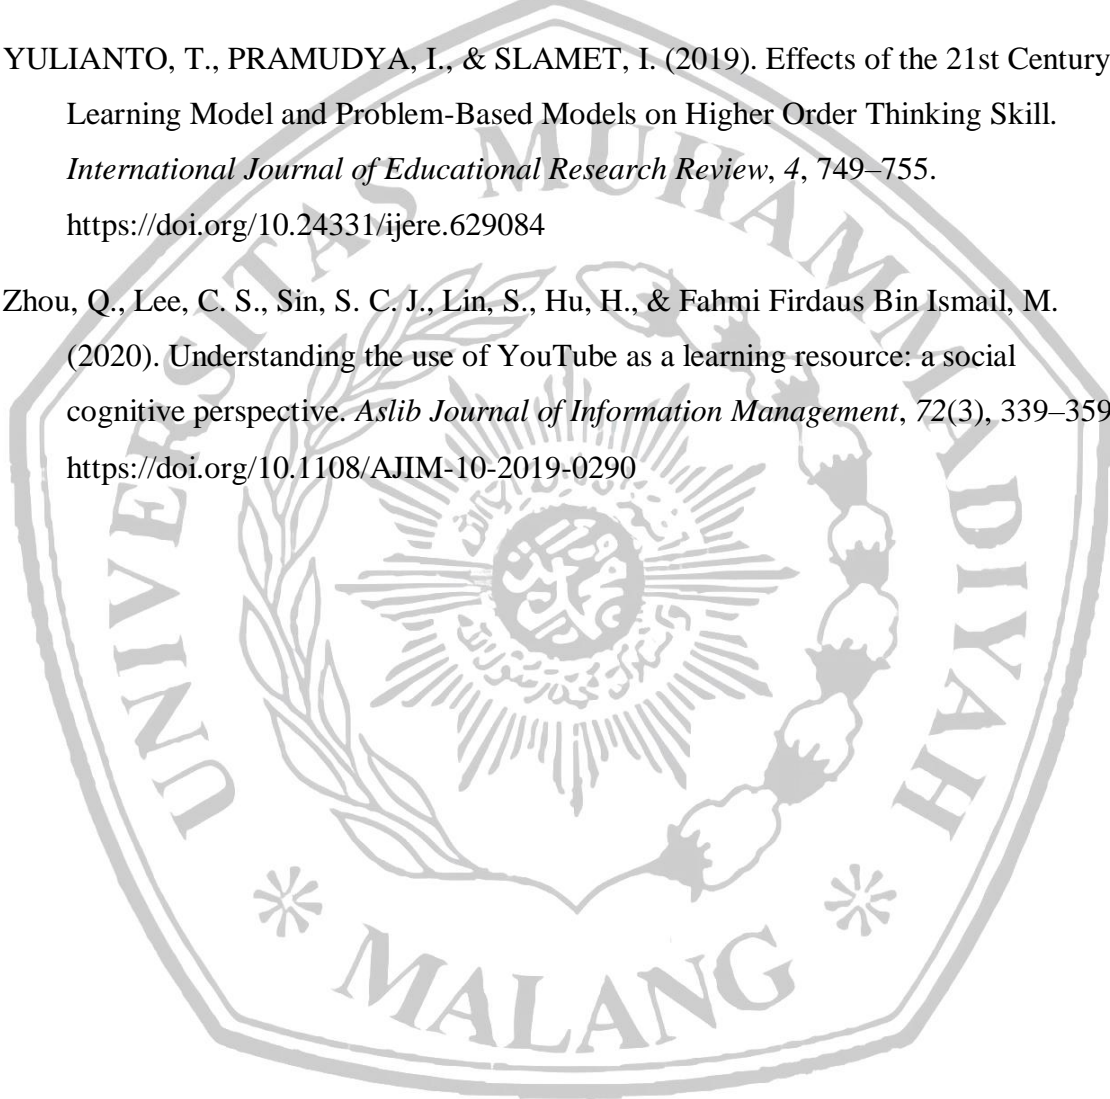 YULIANTO, T., PRAMUDYA, I., & SLAMET, I. (2019). Effects of the 21st Century
Learning Model and Problem-Based Models on Higher Order Thinking Skill.
International Journal of Educational Research Review, 4, 749–755.
https://doi.org/10.24331/ijere.629084
Zhou, Q., Lee, C. S., Sin, S. C. J., Lin, S., Hu, H., & Fahmi Firdaus Bin Ismail, M.
(2020). Understanding the use of YouTube as a learning resource: a social
cognitive perspective. Aslib Journal of Information Management, 72(3), 339–359
https://doi.org/10.1108/AJIM-10-2019-0290
UNIVERSITAS MUHAMMADIYAH
MALANG